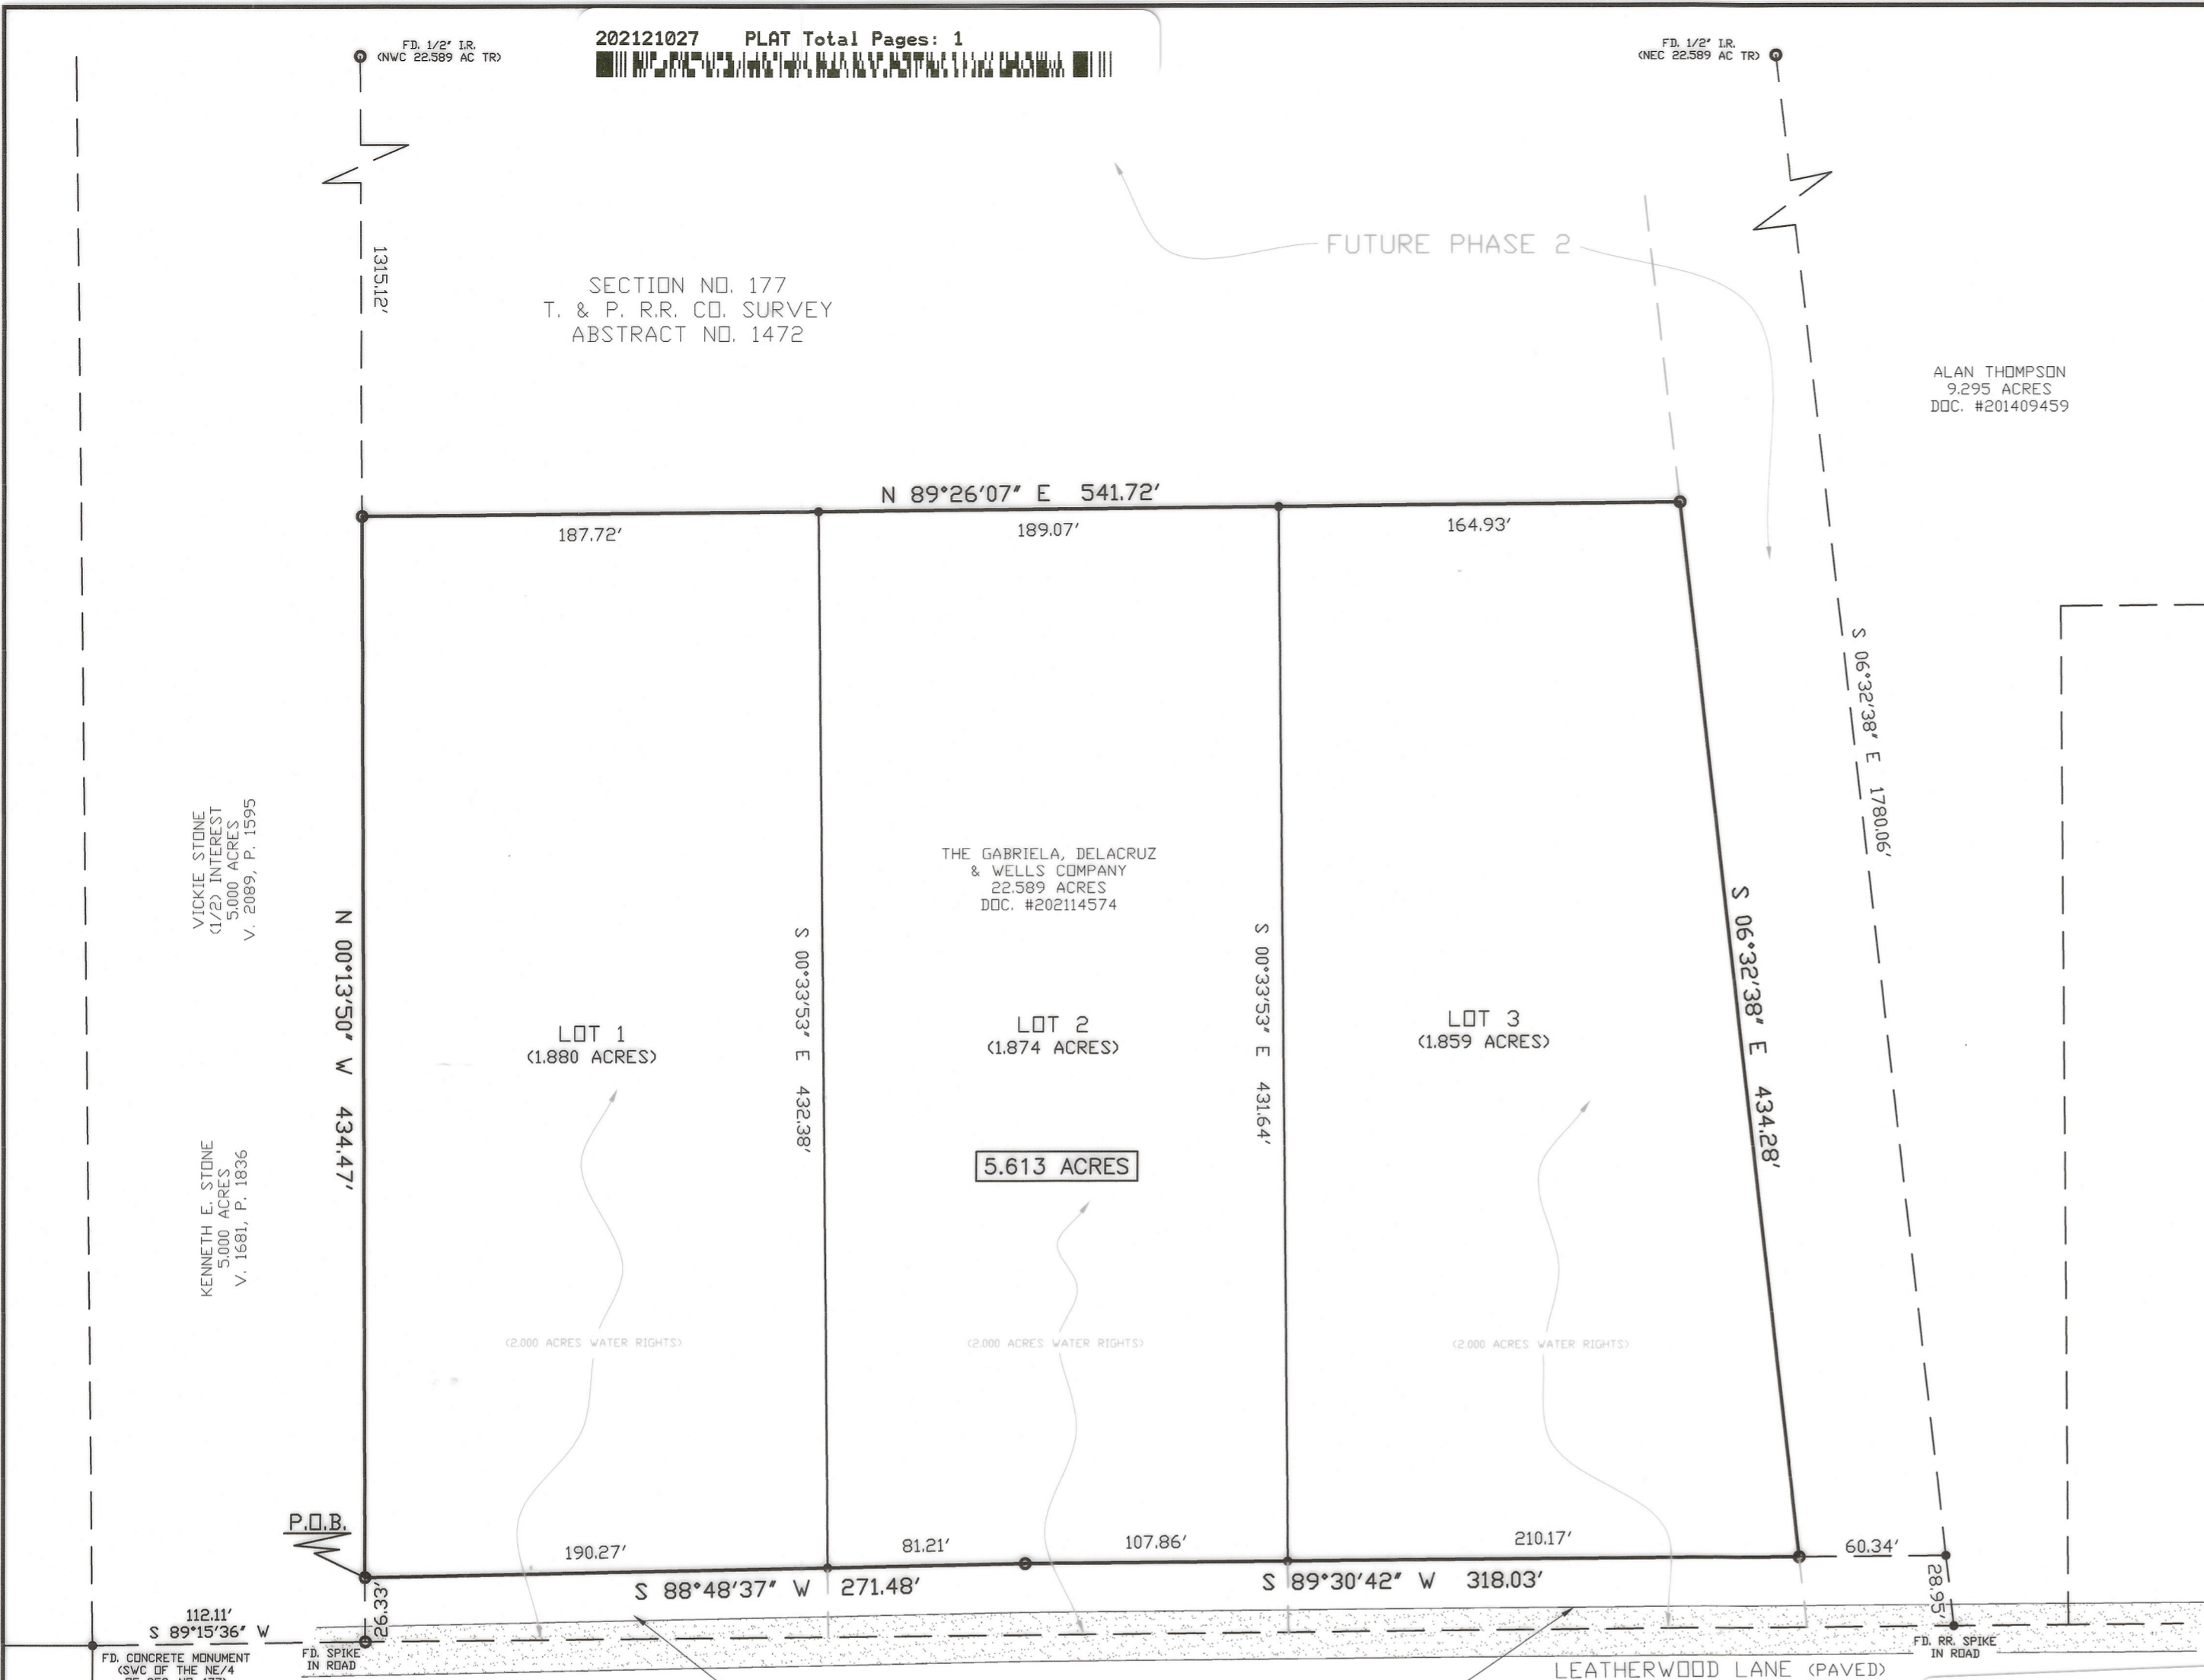 202121027 PLAT Total Pages: 1
FD. 1/2" I.R.
(NWC 22.589 AC TR)
FD. 1/2" I.R.
(NEC 22.589 AC TR)
FUTURE PHASE 2
1315.12'
SECTION NO. 177
T. & P. R.R. CO. SURVEY
ABSTRACT NO. 1472
ALAN THOMPSON
9.295 ACRES
DOC. #201409459
N 89°26'07" E 541.72'
187.72'
189.07'
164.93'
S 06°32'38" E 1780.06'
VICKIE STONE
(1/2) INTEREST
5.000 ACRES
V. 2089, P. 1595
KENNETH E. STONE
5.000 ACRES
V. 1681, P. 1836
N 00°13'50" W 434.47'
THE GABRIELA, DELACRUZ
& WELLS COMPANY
22.589 ACRES
DOC. #202114574
S 00°33'53" E 432.38'
S 00°33'53" E 431.64'
S 06°32'38" E 434.28'
LOT 1
(1.880 ACRES)
LOT 2
(1.874 ACRES)
LOT 3
(1.859 ACRES)
5.613 ACRES
(2.000 ACRES WATER RIGHTS)
(2.000 ACRES WATER RIGHTS)
(2.000 ACRES WATER RIGHTS)
P.O.B.
190.27'
81.21'
107.86'
210.17'
60.34'
S 88°48'37" W 271.48'
S 89°30'42" W 318.03'
26.33'
28.95'
112.11'
S 89°15'36" W
FD. CONCRETE MONUMENT
(SWC OF THE NE/4
OF SEC. NO. 177)
FD. SPIKE
IN ROAD
FD. RR. SPIKE
IN ROAD
LEATHERWOOD LANE (PAVED)